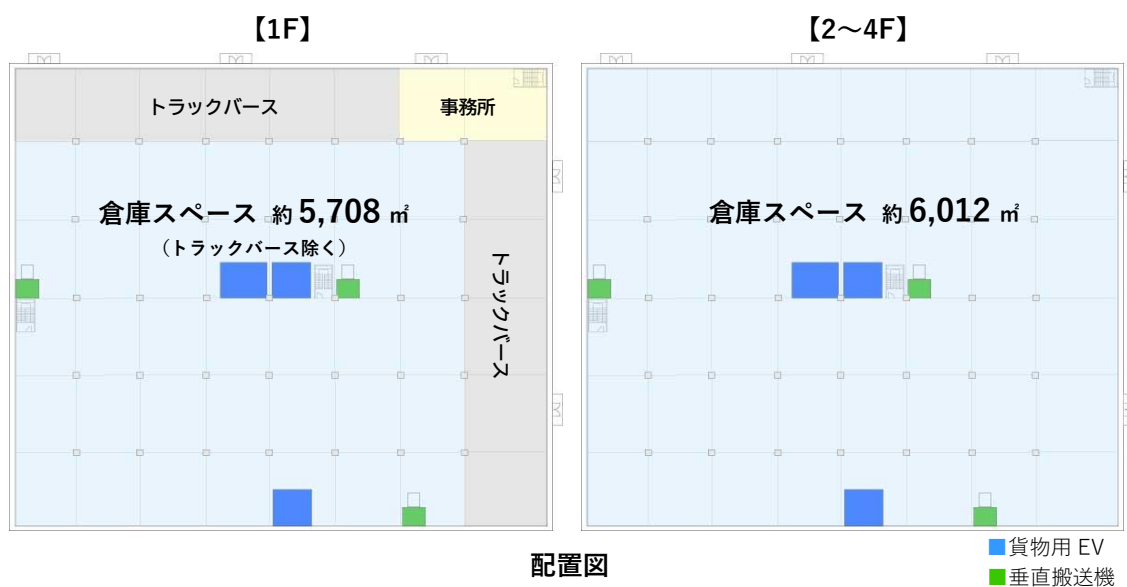 【1F】
【2～4F】
トラックバース
事務所
倉庫スペース 約 5,708 ㎡
（トラックバース除く）
トラックバース
倉庫スペース 約 6,012 ㎡
配置図
貨物用 EV
垂直搬送機